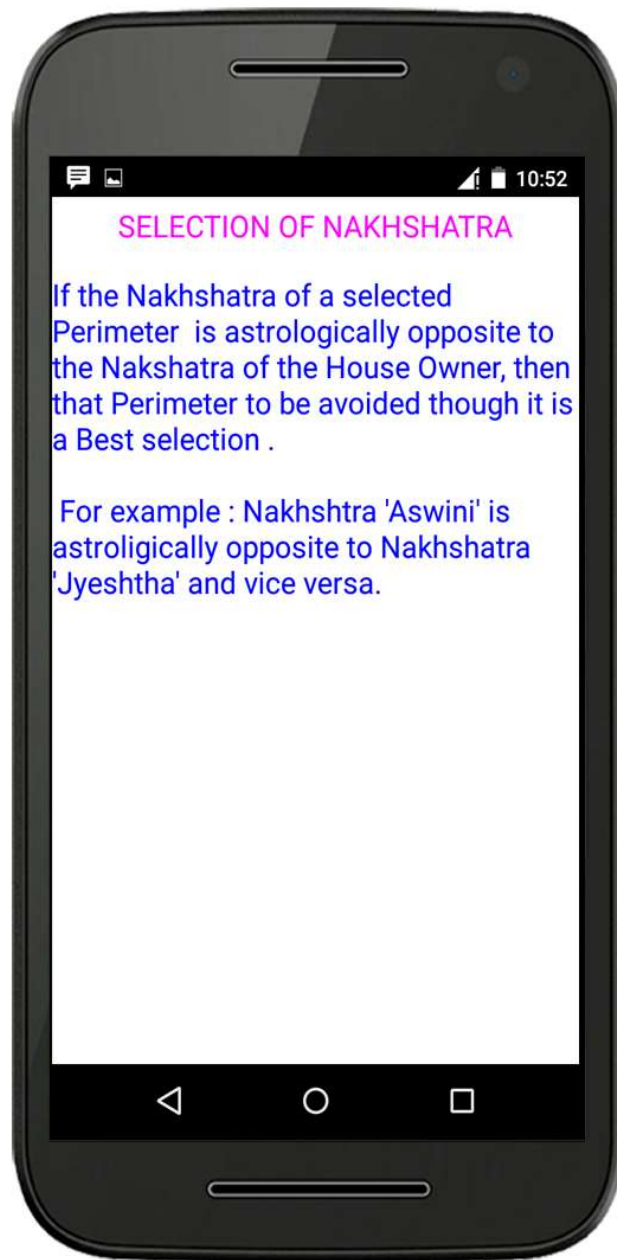 10:52
SELECTION OF NAKHSHATRA
If the Nakhshatra of a selected
Perimeter  is astrologically opposite to
the Nakshatra of the House Owner, then
that Perimeter to be avoided though it is
a Best selection .
For example : Nakhshtra 'Aswini' is
astroligically opposite to Nakhshatra
'Jyeshtha' and vice versa.